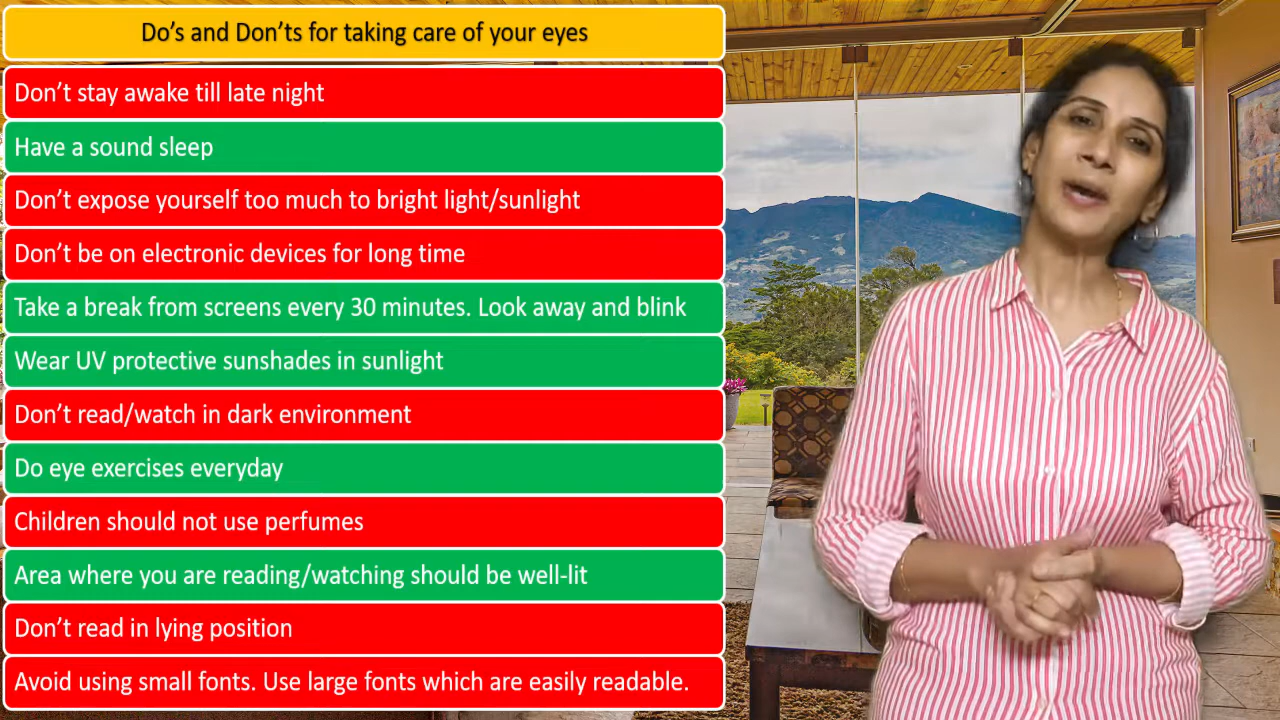 Do's and Don'ts for taking care of your eyes
Don't stay awake till late night
Have a sound sleep
Don't expose yourself too much to bright light/sunlight
Don't be on electronic devices for long time
Take a break from screens every 30 minutes. Look away and blink
Wear UV protective sunshades in sunlight
Don't read/watch in dark environment
Do eye exercises everyday
Children should not use perfumes
Area where you are reading/watching should be well-lit
Don't read in lying position
Avoid using small fonts. Use large fonts which are easily readable.